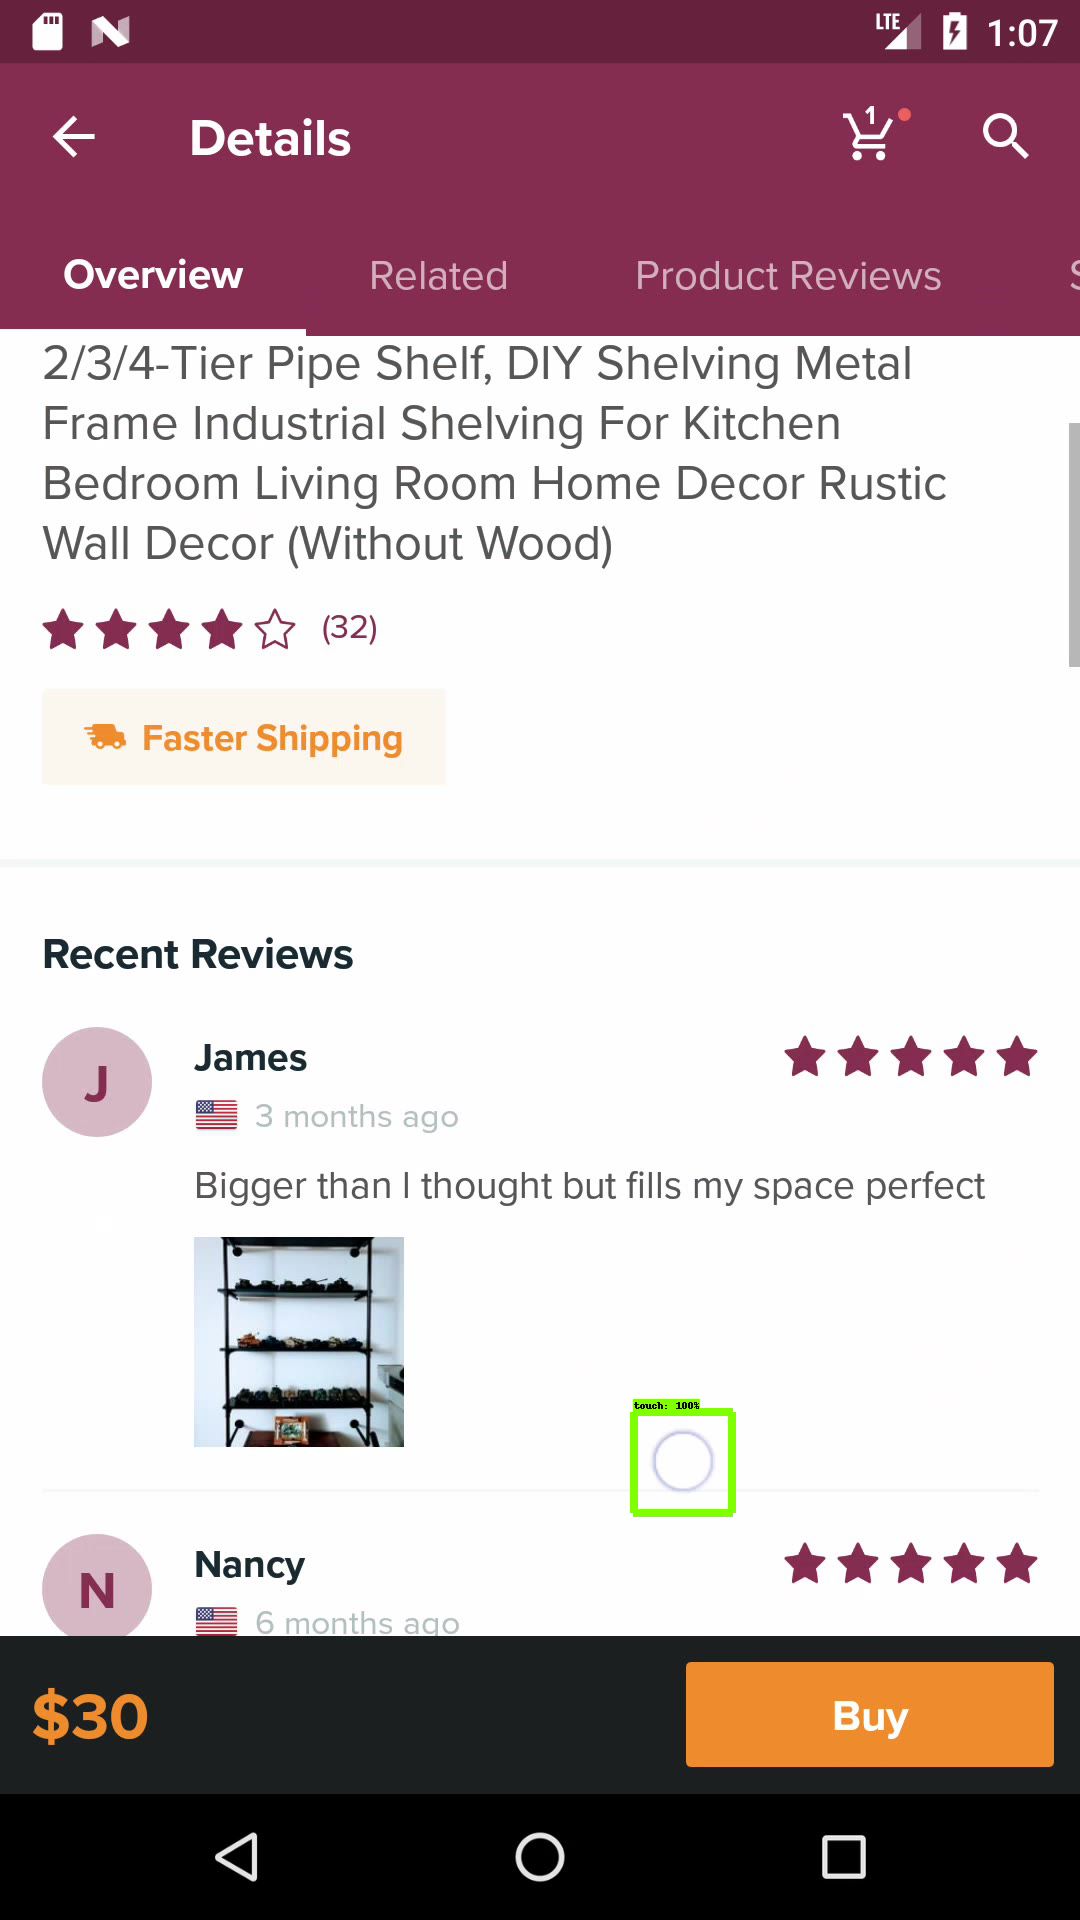 LTE 1:07
Details
1
Overview Related Product Reviews S
2/3/4-Tier Pipe Shelf, DIY Shelving Metal
Frame Industrial Shelving For Kitchen
Bedroom Living Room Home Decor Rustic
Wall Decor (Without Wood)
(32)
Faster Shipping
Recent Reviews
J
James
3 months ago
Bigger than I thought but fills my space perfect
touch: 100%
N
Nancy
6 months ago
$30
Buy